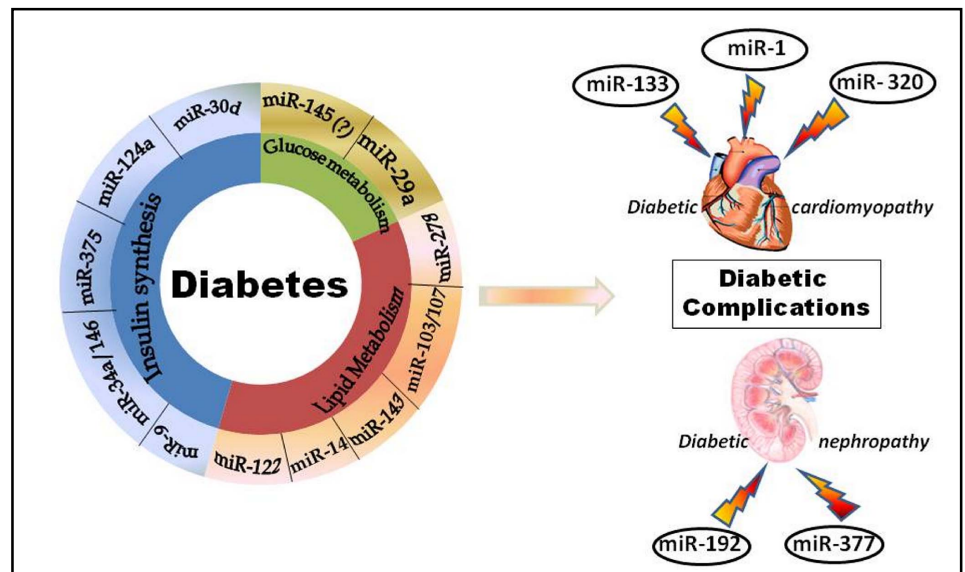 Diabetes
Insulin synthesis
Glucose metabolism
Lipid Metabolism
miR-30d
miR-124a
miR-375
miR-34a/146
miR-9
miR-145 (?)
miR-29a
miR-278
miR-103/107
miR-143
miR-14
miR-122
miR-1
miR-133
miR- 320
Diabetic cardiomyopathy
Diabetic
Complications
Diabetic nephropathy
miR-192
miR-377